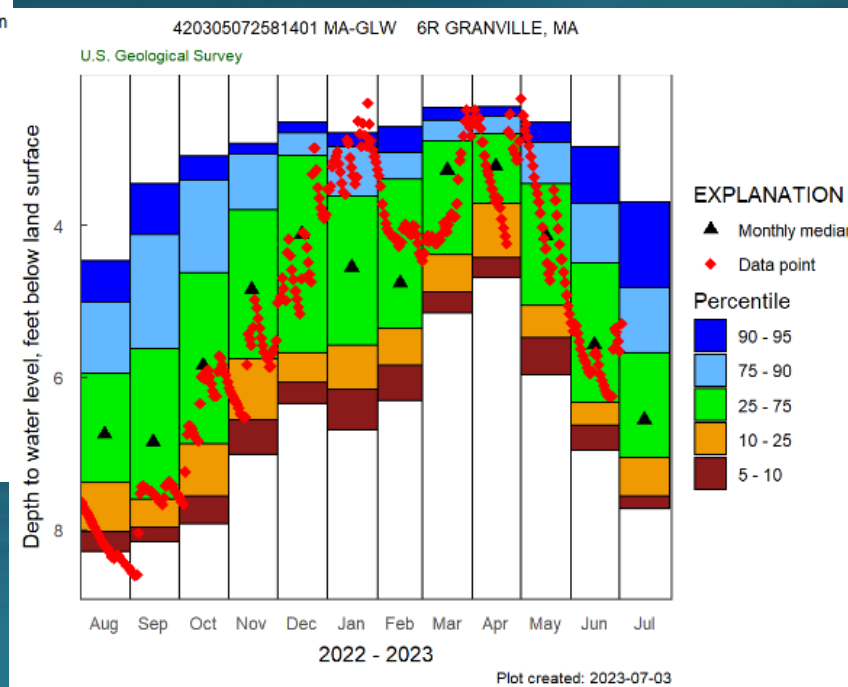 n
420305072581401 MA-GLW 6R GRANVILLE, MA
U.S. Geological Survey
Depth to water level, feet below land surface
4
6
8
Aug Sep Oct Nov Dec Jan Feb Mar Apr May Jun Jul
2022 - 2023
EXPLANATION
Monthly median
Data point
Percentile
90 - 95
75 - 90
25 - 75
10 - 25
5 - 10
Plot created: 2023-07-03